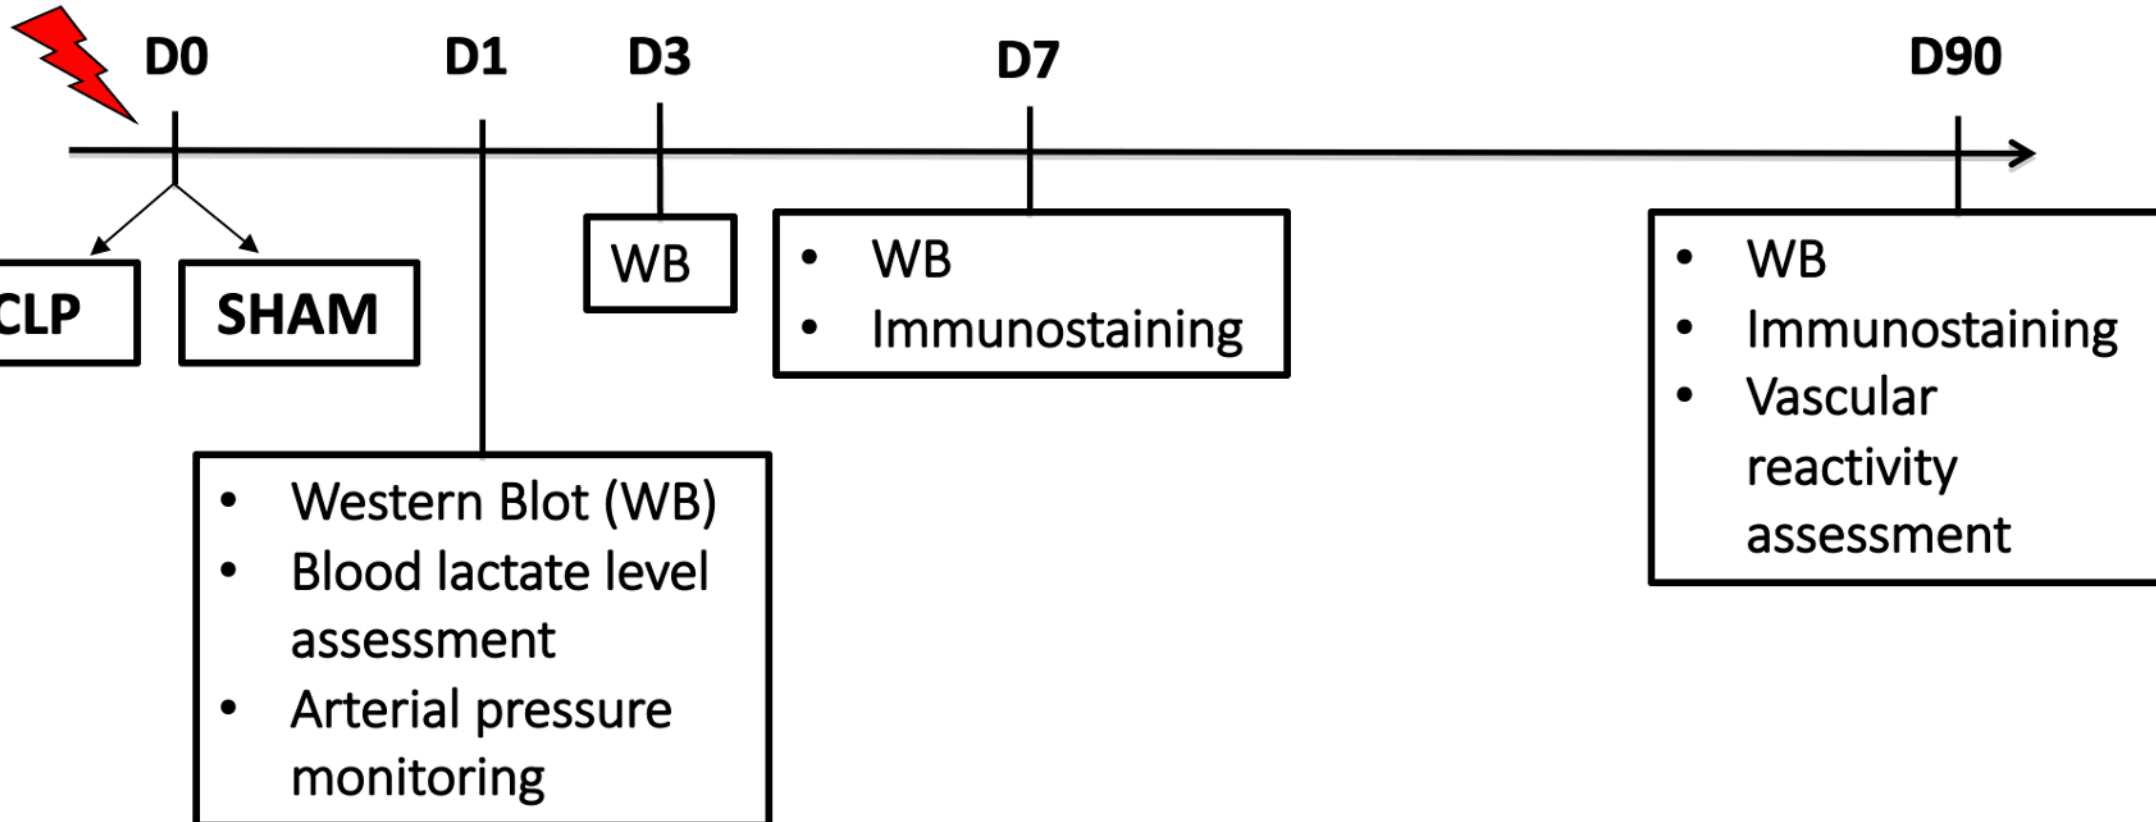 D0 D1 D3 D7 D90
CLP
SHAM
WB
• WB
• Immunostaining
• WB
• Immunostaining
• Vascular
reactivity
assessment
• Western Blot (WB)
• Blood lactate level
assessment
• Arterial pressure
monitoring